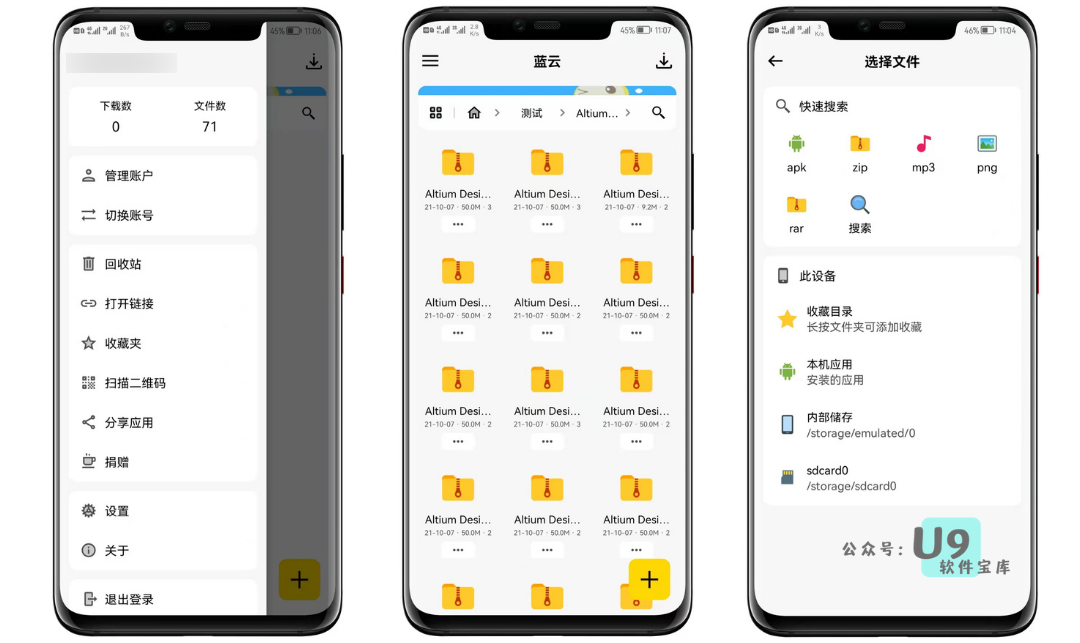 267
B/s
45%
11:06
下载数
文件数
0
71
管理账户
切换账号
回收站
打开链接
收藏夹
扫描二维码
分享应用
捐赠
设置
关于
退出登录
2.8
K/s
45%
11:07
蓝云
测试
Altium...
Altium Desi...
Altium Desi...
Altium Desi...
21-10-07 · 50.0M · 3
21-10-07 · 50.0M · 3
21-10-07 · 9.2M · 2
Altium Desi...
Altium Desi...
Altium Desi...
21-10-07 · 50.0M · 2
21-10-07 · 50.0M · 2
21-10-07 · 50.0M · 2
Altium Desi...
Altium Desi...
Altium Desi...
21-10-07 · 50.0M · 2
21-10-07 · 50.0M · 2
21-10-07 · 50.0M · 2
Altium Desi...
Altium Desi...
Altium Desi...
21-10-07 · 50.0M · 2
21-10-07 · 50.0M · 2
21-10-07 · 50.0M · 2
3
K/s
46%
11:04
选择文件
快速搜索
apk
zip
mp3
png
rar
搜索
此设备
收藏目录
长按文件夹可添加收藏
本机应用
安装的应用
内部储存
/storage/emulated/0
sdcard0
/storage/sdcard0
公众号：U9
软件宝库